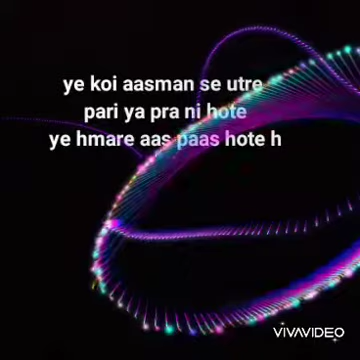 ye koi aasman se utre
pari ya pra ni hote
ye hmare aas paas hote h
VIVAVIDEO